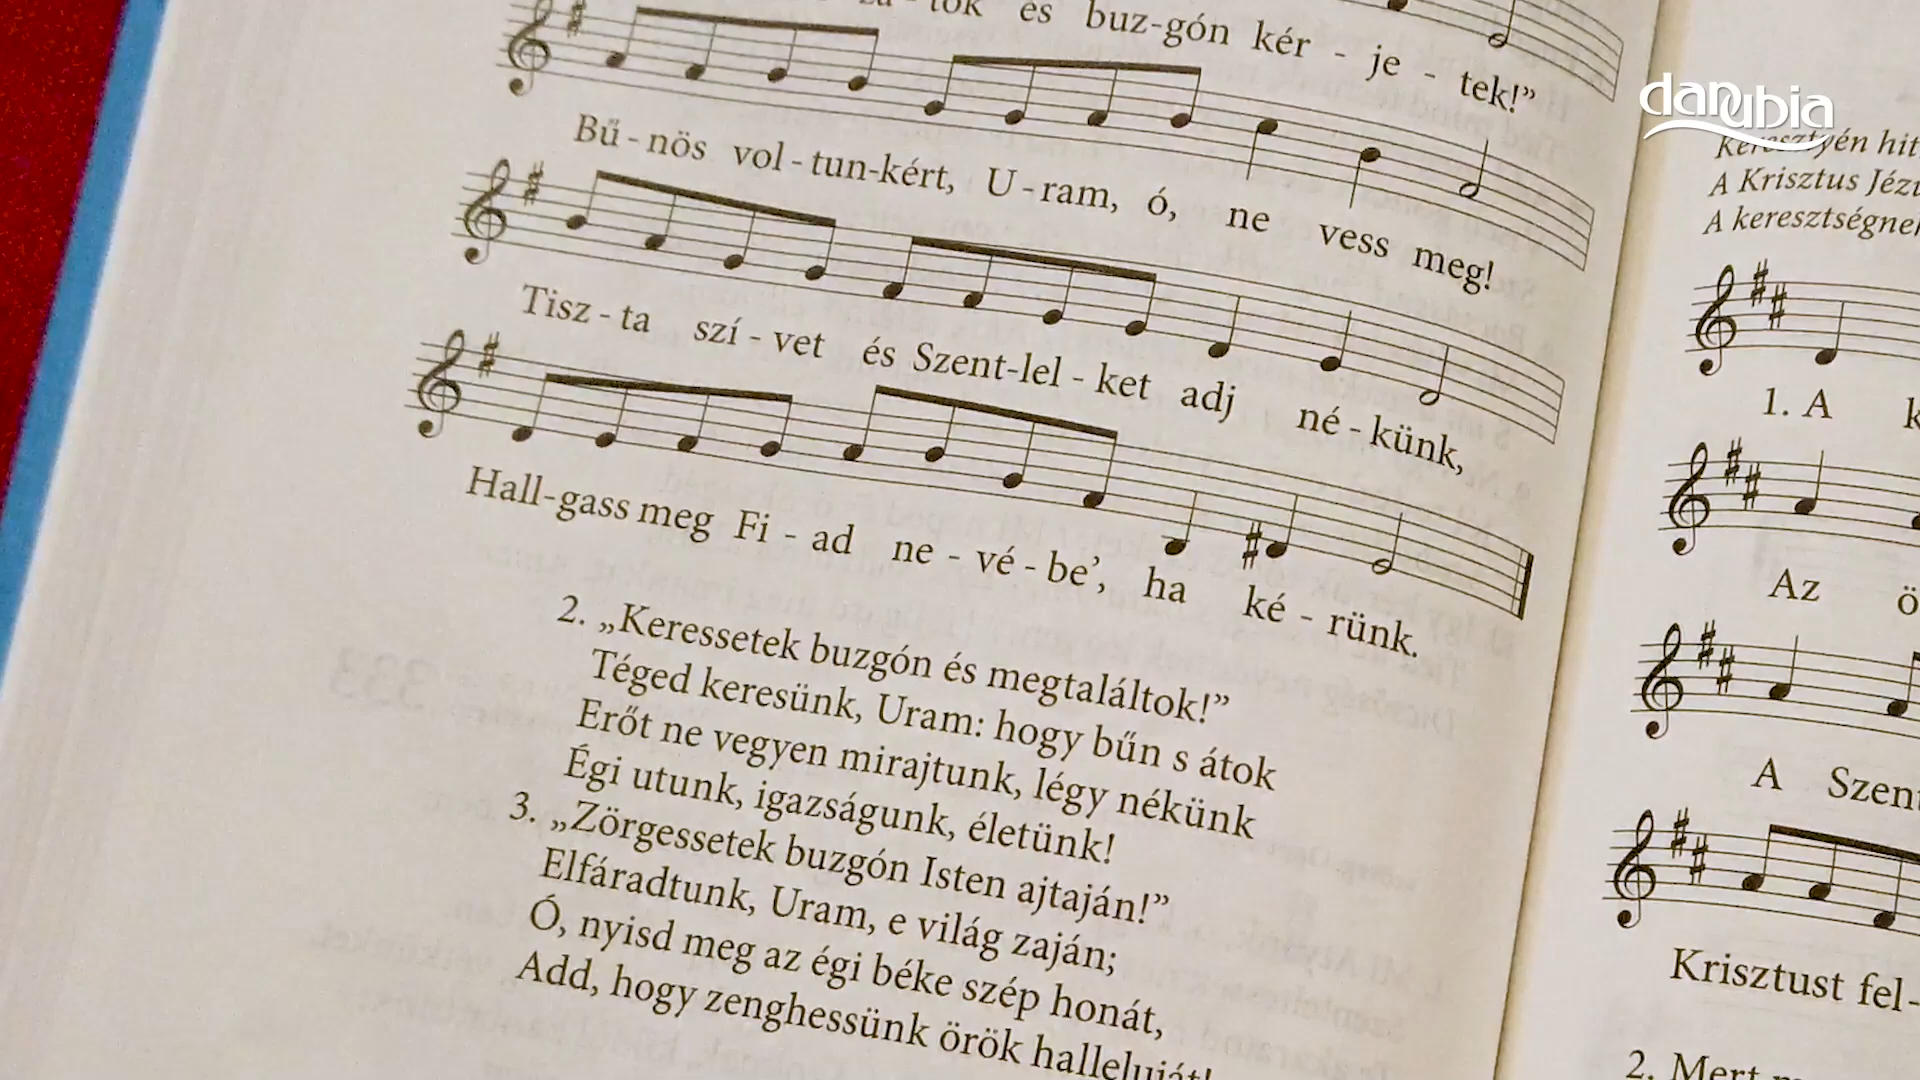 és buz-gón kér - je - tek!”
Bű - nös vol - tun-kért, U - ram, ó, ne vess meg!
Tisz - ta szí - vet és Szent-lel - ket adj né - künk,
Hall-gass meg Fi - ad ne - vé - be’, ha ké - rünk.
2. „Keressetek buzgón és megtaláltok!”
Téged keresünk, Uram: hogy bűn s átok
Erőt ne vegyen mirajtunk, légy nékünk
Égi utunk, igazságunk, életünk!
3. „Zörgessetek buzgón Isten ajtaján!”
Elfáradtunk, Uram, e világ zaján;
Ó, nyisd meg az égi béke szép honát,
Add, hogy zenghessünk örök halleluját!
danubia
Keresztyén hit
A Krisztus Jézu
A keresztségne
1. A k
Az ö
A Szent
Krisztust fel-
2. Mert